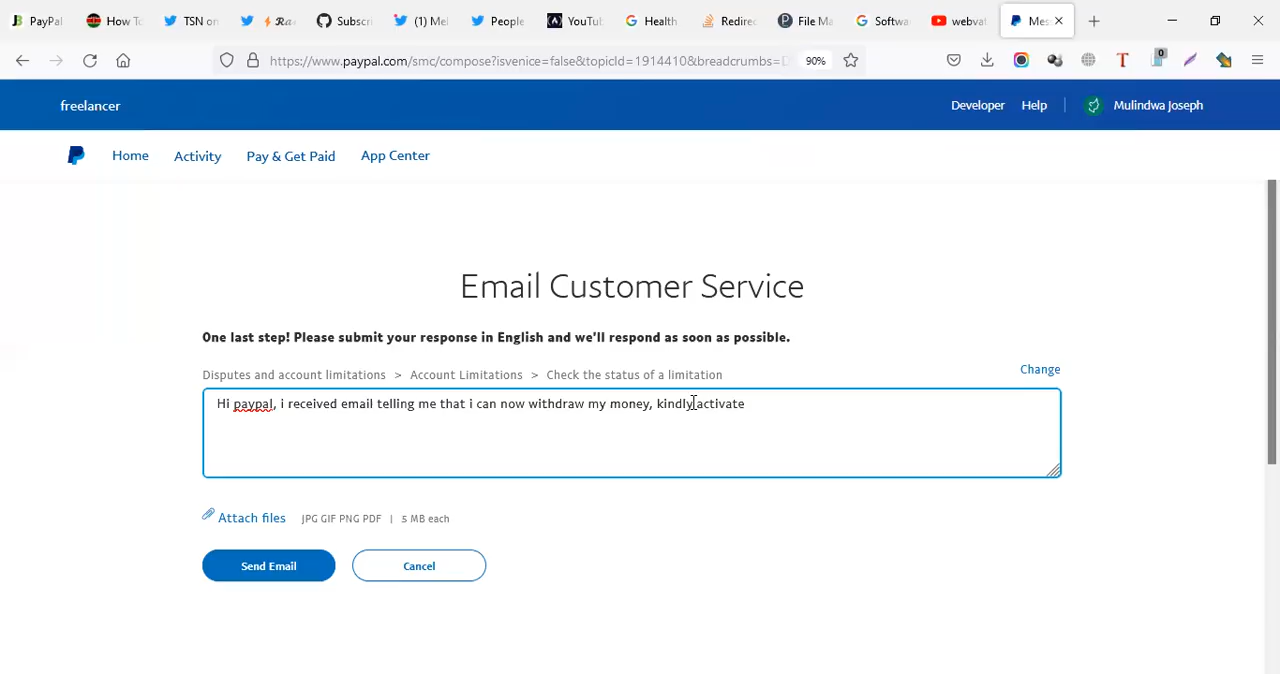 PayPal How To TSN on ⚡Ra Subscr (1) Me People YouTu Health Redire File Ma Softwa webvat Mes
https://www.paypal.com/smc/compose?isvenice=false&topicId=1914410&breadcrumbs=D 90% 0
freelancer Developer Help Mulindwa Joseph
Home Activity Pay & Get Paid App Center
Email Customer Service
One last step! Please submit your response in English and we'll respond as soon as possible.
Disputes and account limitations > Account Limitations > Check the status of a limitation Change
Hi paypal, i received email telling me that i can now withdraw my money, kindly activate
Attach files JPG GIF PNG PDF | 5 MB each
Send Email Cancel